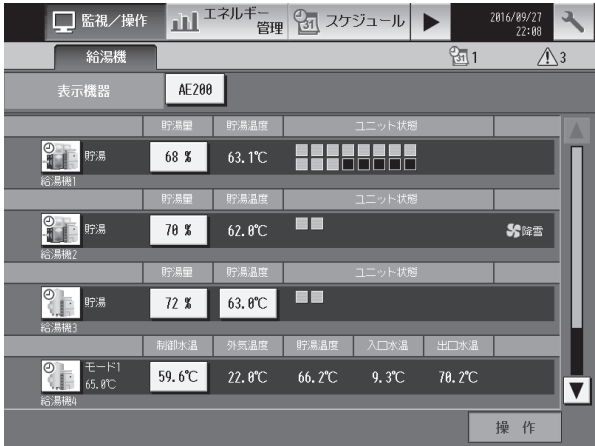 監視／操作 エネルギー管理 スケジュール 2016/09/27 22:08
給湯機 31 1 3
表示機器 AE200
貯湯量 貯湯温度 ユニット状態
貯湯 68 % 63.1℃
給湯機1
貯湯量 貯湯温度 ユニット状態
貯湯 70 % 62.0℃ 降雪
給湯機2
貯湯量 貯湯温度 ユニット状態
貯湯 72 % 63.0℃
給湯機3
制御水温 外気温度 貯湯温度 入口水温 出口水温
モード1 65.0℃ 59.6℃ 22.0℃ 66.2℃ 9.3℃ 70.2℃
給湯機4
操 作